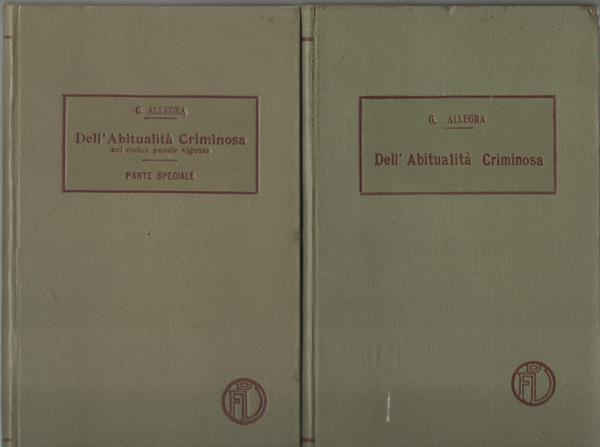 G. ALLEGRA
Dell'Abitualità Criminosa
nel codice penale vigente
PARTE SPECIALE
G. ALLEGRA
Dell'Abitualità Criminosa